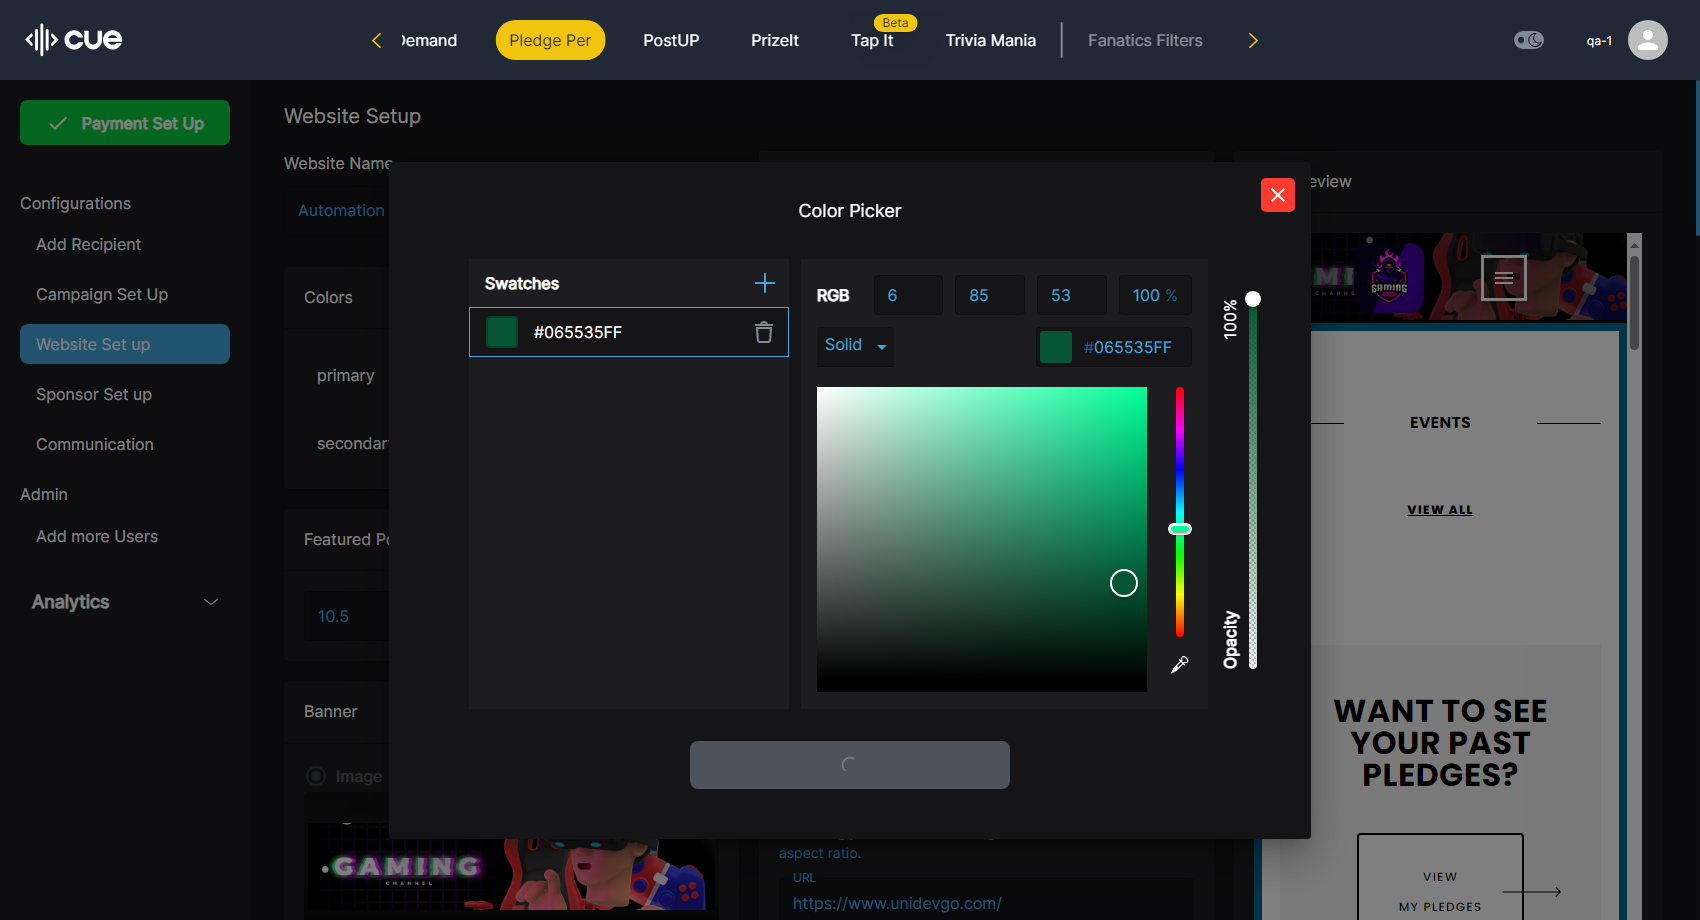 cue
Demand
Pledge Per
PostUP
PrizeIt
Beta
Tap It
Trivia Mania
Fanatics Filters
qa-1
Payment Set Up
Configurations
Add Recipient
Campaign Set Up
Website Set up
Sponsor Set up
Communication
Admin
Add more Users
Analytics
Website Setup
Website Name
Automation
Colors
primary
secondar
Featured Po
10.5
Banner
Image
GAMING
CHANNEL
Color Picker
Swatches
#065535FF
RGB
6
85
53
100 %
Solid
#065535FF
100%
Opacity
aspect ratio.
URL
https://www.unidevgo.com/
eview
GAMING
EVENTS
VIEW ALL
WANT TO SEE
YOUR PAST
PLEDGES?
VIEW
MY PLEDGES